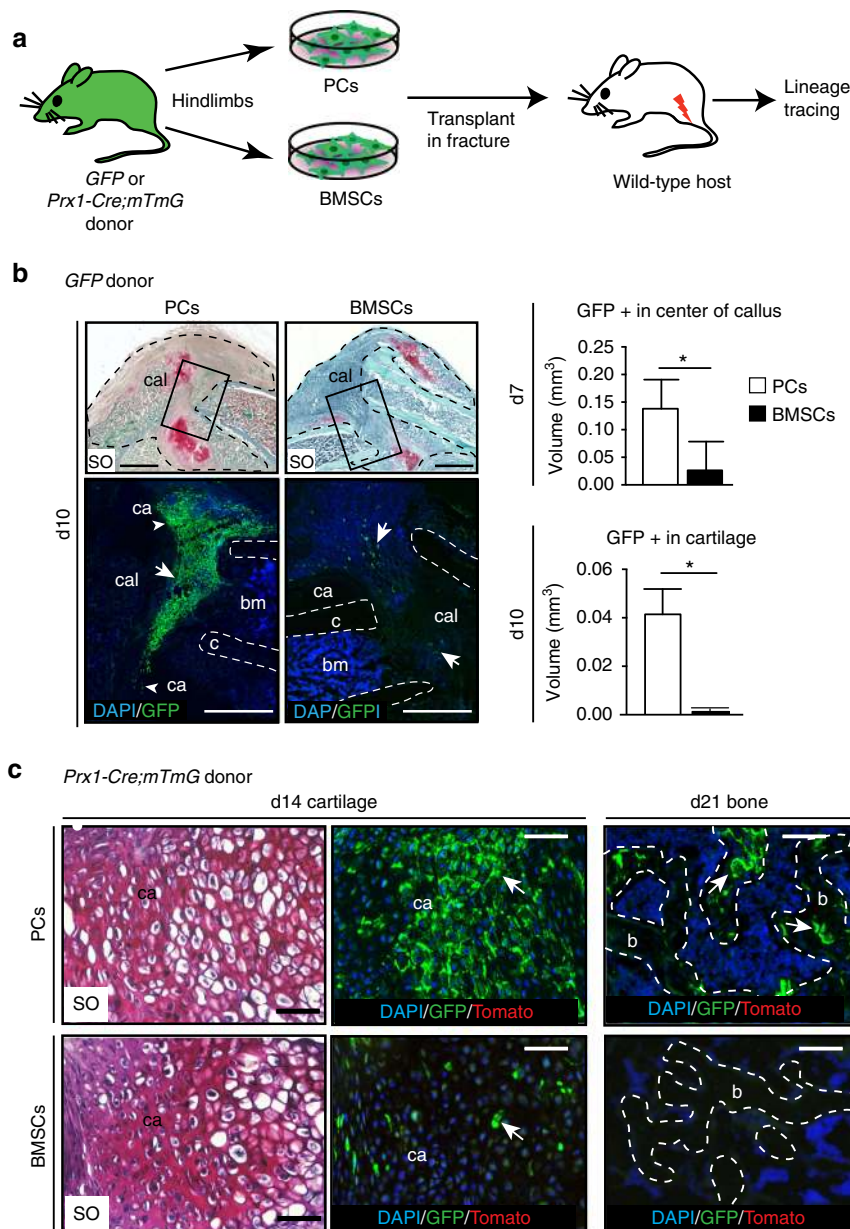 a
Hindlimbs
PCs
BMSCs
GFP or
Prx1-Cre;mTmG
donor
Transplant
in fracture
Wild-type host
Lineage
tracing
b
GFP donor
PCs
BMSCs
d10
cal
SO
cal
SO
ca
cal
bm
c
ca
DAPI/GFP
ca
c
cal
bm
DAP/GFPI
d7
GFP + in center of callus
Volume (mm3)
0.25
0.20
0.15
0.10
0.05
0.00
*
PCs
BMSCs
d10
GFP + in cartilage
Volume (mm3)
0.06
0.04
0.02
0.00
*
c
Prx1-Cre;mTmG donor
d14 cartilage
d21 bone
PCs
ca
SO
ca
DAPI/GFP/Tomato
b
b
DAPI/GFP/Tomato
BMSCs
ca
SO
ca
DAPI/GFP/Tomato
b
DAPI/GFP/Tomato